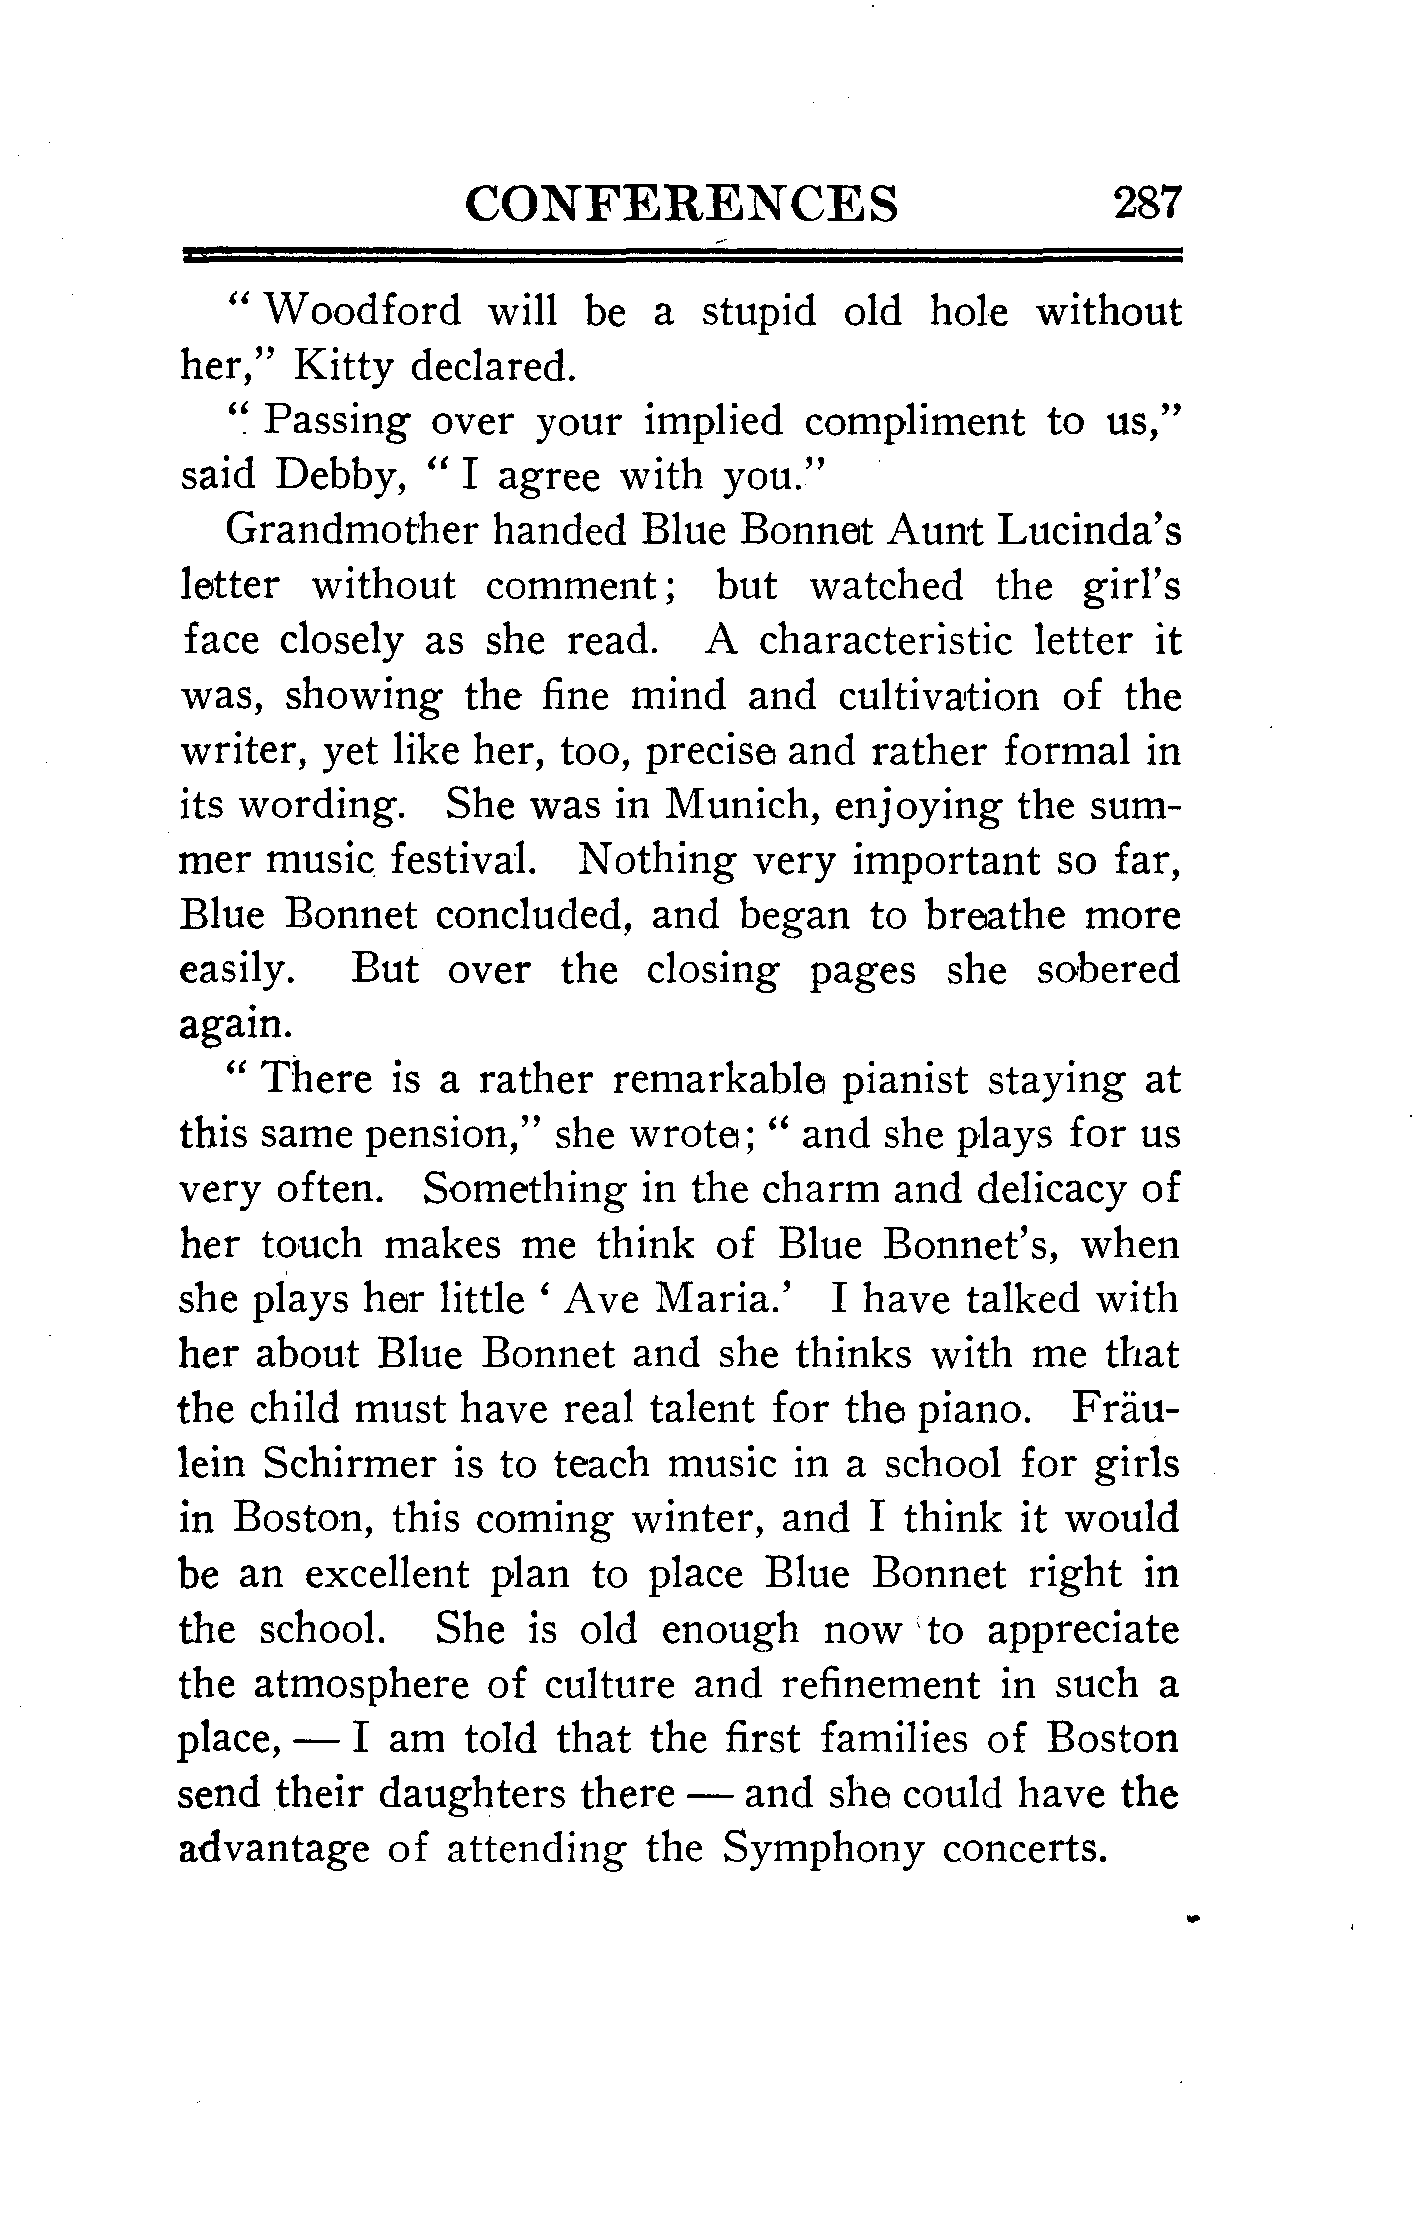 CONFERENCES 287
“ Woodford will be a stupid old hole without
her,” Kitty declared.
“ Passing over your implied compliment to us,”
said Debby, “ I agree with you.”
Grandmother handed Blue Bonnet Aunt Lucinda’s
letter without comment; but watched the girl’s
face closely as she read. A characteristic letter it
was, showing the fine mind and cultivation of the
writer, yet like her, too, precise and rather formal in
its wording. She was in Munich, enjoying the sum-
mer music festival. Nothing very important so far,
Blue Bonnet concluded, and began to breathe more
easily. But over the closing pages she sobered
again.
“ There is a rather remarkable pianist staying at
this same pension,” she wrote; “ and she plays for us
very often. Something in the charm and delicacy of
her touch makes me think of Blue Bonnet’s, when
she plays her little ‘ Ave Maria.’ I have talked with
her about Blue Bonnet and she thinks with me that
the child must have real talent for the piano. Fräu-
lein Schirmer is to teach music in a school for girls
in Boston, this coming winter, and I think it would
be an excellent plan to place Blue Bonnet right in
the school. She is old enough now to appreciate
the atmosphere of culture and refinement in such a
place, — I am told that the first families of Boston
send their daughters there — and she could have the
advantage of attending the Symphony concerts.